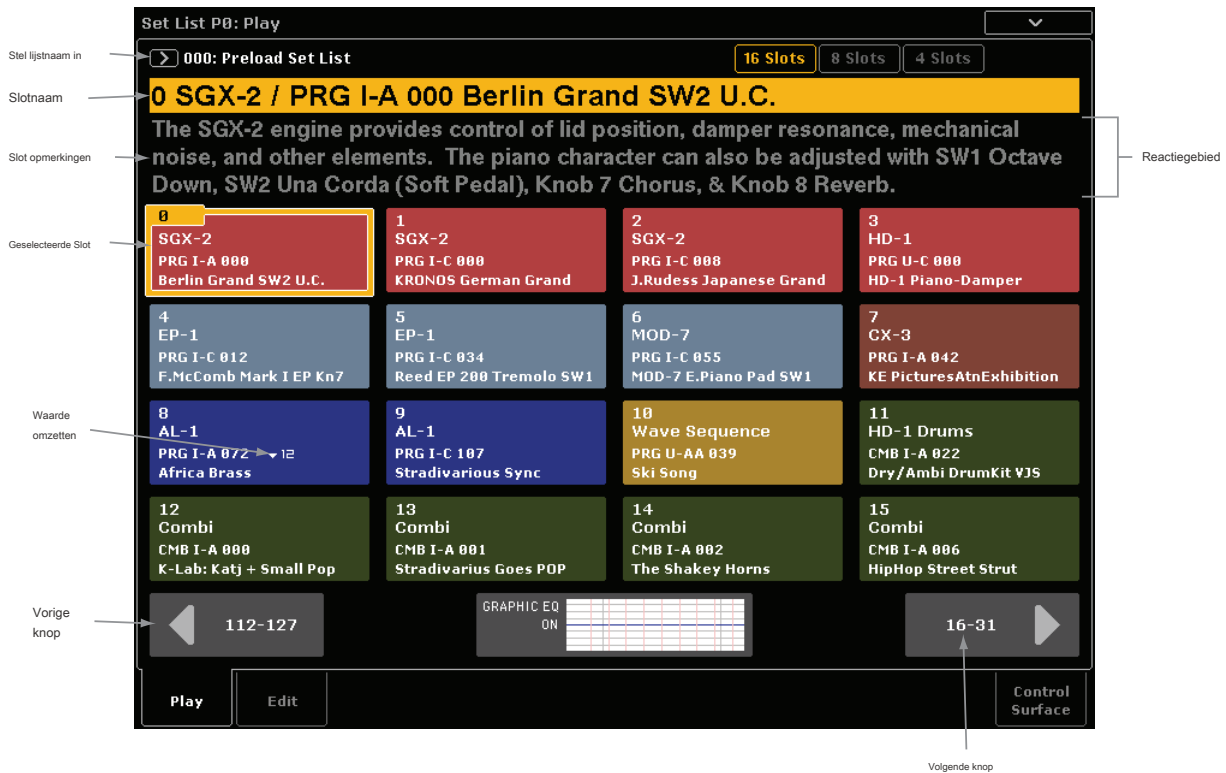 Set List P0: Play
Stel lijstnaam in
000: Preload Set List
16 Slots
8 Slots
4 Slots
Slotnaam
0 SGX-2 / PRG I-A 000 Berlin Grand SW2 U.C.
Slot opmerkingen
The SGX-2 engine provides control of lid position, damper resonance, mechanical
noise, and other elements. The piano character can also be adjusted with SW1 Octave
Down, SW2 Una Corda (Soft Pedal), Knob 7 Chorus, & Knob 8 Reverb.
Reactiegebied
Geselecteerde Slot
0
SGX-2
PRG I-A 000
Berlin Grand SW2 U.C.
1
SGX-2
PRG I-C 000
KRONOS German Grand
2
SGX-2
PRG I-C 008
J.Rudess Japanese Grand
3
HD-1
PRG U-C 000
HD-1 Piano-Damper
4
EP-1
PRG I-C 012
F.McComb Mark I EP Kn7
5
EP-1
PRG I-C 034
Reed EP 200 Tremolo SW1
6
MOD-7
PRG I-C 055
MOD-7 E.Piano Pad SW1
7
CX-3
PRG I-A 042
KE PicturesAtnExhibition
Waarde
omzetten
8
AL-1
PRG I-A 072 12
Africa Brass
9
AL-1
PRG I-C 107
Stradivarious Sync
10
Wave Sequence
PRG U-AA 039
Ski Song
11
HD-1 Drums
CMB I-A 022
Dry/Ambi DrumKit VJS
12
Combi
CMB I-A 000
K-Lab: Katj + Small Pop
13
Combi
CMB I-A 001
Stradivarius Goes POP
14
Combi
CMB I-A 002
The Shakey Horns
15
Combi
CMB I-A 006
HipHop Street Strut
Vorige
knop
112-127
GRAPHIC EQ
ON
16-31
Play
Edit
Control
Surface
Volgende knop